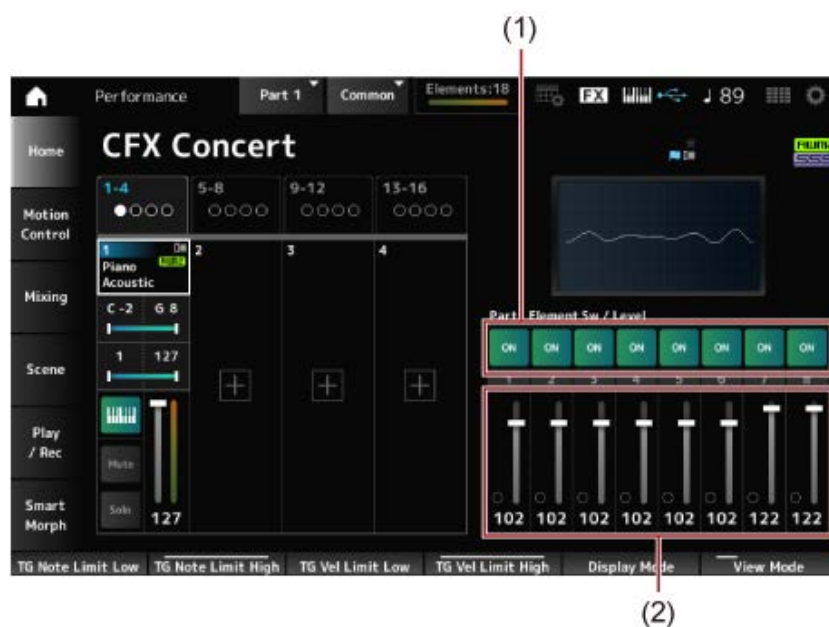 (1)
Performance Part 1 Common Elements:18 FX ♩ 89
Home
CFX Concert
1-4 5-8 9-12 13-16
Motion
Control
1 2 3 4
Piano
Acoustic
C -2 G 8
Mixing
Part Element Sw / Level
ON ON ON ON ON ON ON ON
1 127
1 2 3 4 5 6 7 8
Scene
Play
/ Rec
Mute
Solo
127
Smart
Morph
102 102 102 102 102 102 122 122
TG Note Limit Low TG Note Limit High TG Vel Limit Low TG Vel Limit High Display Mode View Mode
(2)